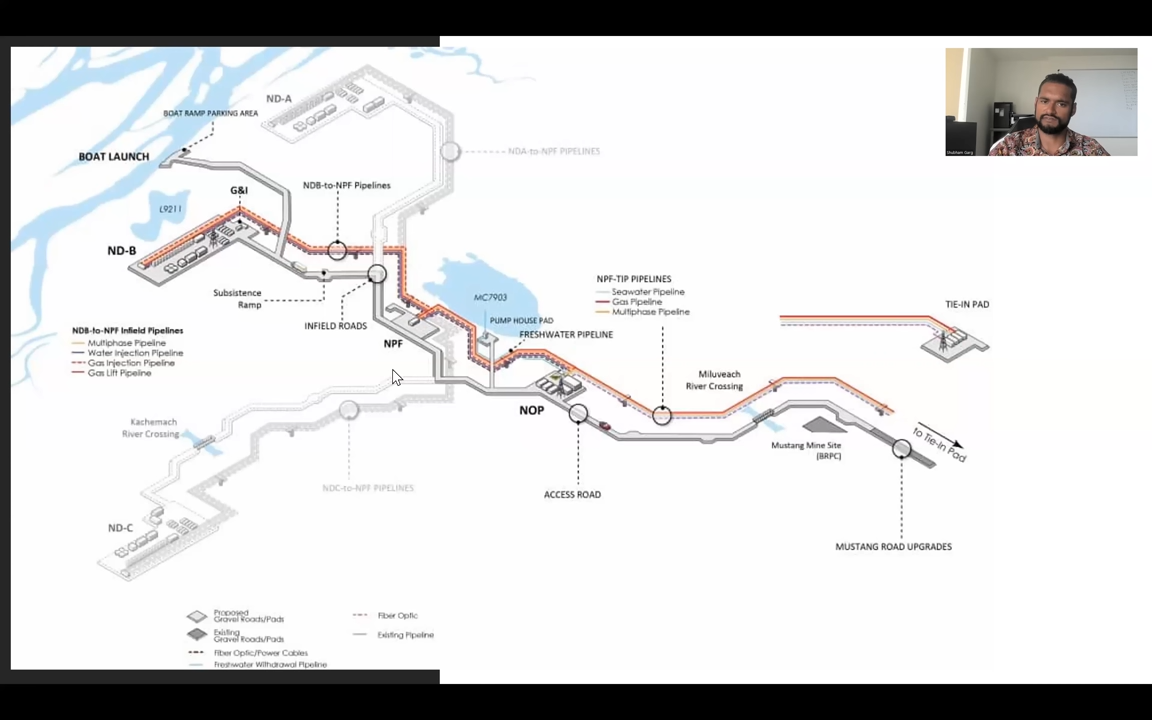 ND-A
BOAT RAMP PARKING AREA
BOAT LAUNCH
NDA-to-NPF PIPELINES
G&I
NDB-to-NPF Pipelines
L9211
ND-B
Subsistence
Ramp
INFIELD ROADS
MC7903
PUMP HOUSE PAD
FRESHWATER PIPELINE
NPF-TIP PIPELINES
Seawater Pipeline
Gas Pipeline
Multiphase Pipeline
TIE-IN PAD
NDB-to-NPF Infield Pipelines
Multiphase Pipeline
Water Injection Pipeline
Gas Injection Pipeline
Gas Lift Pipeline
NPF
NOP
Miluveach
River Crossing
Kachemach
River Crossing
Mustang Mine Site
(BRPC)
to Tie-In Pad
NDC-to-NPF PIPELINES
ACCESS ROAD
ND-C
MUSTANG ROAD UPGRADES
Proposed
Gravel Roads/Pads
Existing
Gravel Roads/Pads
Fiber Optic/Power Cables
Freshwater Withdrawal Pipeline
Fiber Optic
Existing Pipeline
Shubham Garg